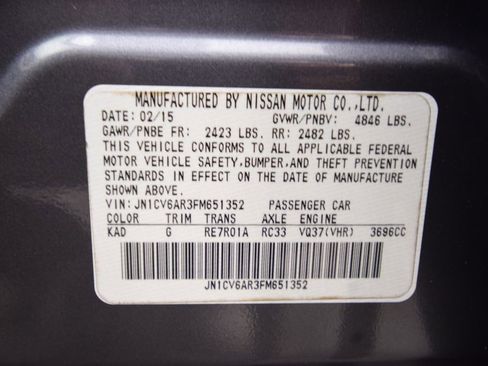 MANUFACTURED BY NISSAN MOTOR CO.,LTD.
DATE: 02/15 GVWR/PNBV: 4846 LBS.
GAWR/PNBE FR: 2423 LBS. RR: 2482 LBS.
THIS VEHICLE CONFORMS TO ALL APPLICABLE FEDERAL
MOTOR VEHICLE SAFETY,BUMPER,AND THEFT PREVENTION
STANDARDS IN EFFECT ON THE DATE OF MANUFACTURE
SHOWN ABOVE.
VIN: JN1CV6AR3FM651352 PASSENGER CAR
COLOR TRIM TRANS AXLE ENGINE
KAD G RE7R01A RC33 VQ37(VHR) 3696CC
JN1CV6AR3FM651352